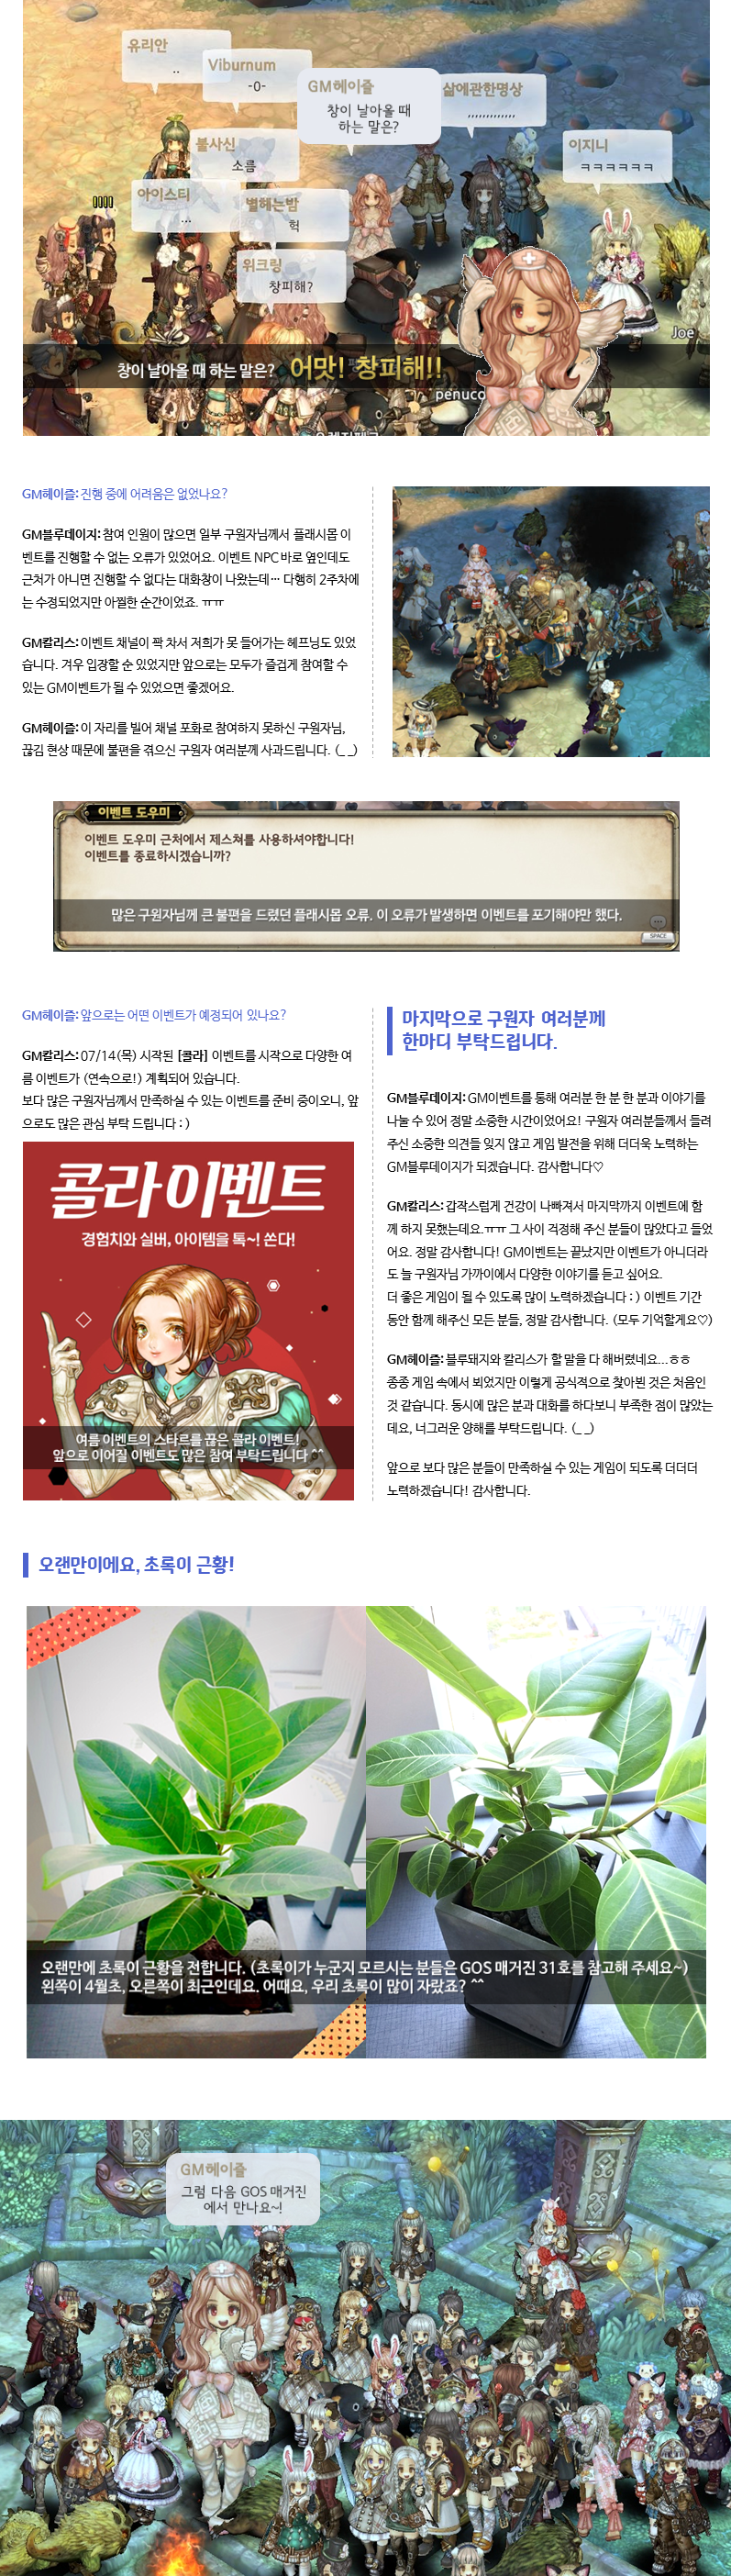 유리안
..
Viburnum
-0-
GM헤이즐
창이 날아올 때
하는 말은?
삶에관한명상
,,,,,,,,,,,,,
불사신
소름
이지니
ㅋㅋㅋㅋㅋㅋ
아이스티
...
별헤는밤
헉
위크링
창피해?
Joe
창이 날아올 때 하는 말은? 어맛! 창피해!!
penuco
GM헤이즐: 진행 중에 어려움은 없었나요?
GM블루데이지: 참여 인원이 많으면 일부 구원자님께서 플래시몹 이
벤트를 진행할 수 없는 오류가 있었어요. 이벤트 NPC 바로 옆인데도
근처가 아니면 진행할 수 없다는 대화창이 나왔는데… 다행히 2주차에
는 수정되었지만 아찔한 순간이었죠. ㅠㅠ
GM칼리스: 이벤트 채널이 꽉 차서 저희가 못 들어가는 헤프닝도 있었
습니다. 겨우 입장할 순 있었지만 앞으로는 모두가 즐겁게 참여할 수
있는 GM이벤트가 될 수 있었으면 좋겠어요.
GM헤이즐: 이 자리를 빌어 채널 포화로 참여하지 못하신 구원자님,
끊김 현상 때문에 불편을 겪으신 구원자 여러분께 사과드립니다. (_ _)
이벤트 도우미
이벤트 도우미 근처에서 제스쳐를 사용하셔야합니다!
이벤트를 종료하시겠습니까?
많은 구원자님께 큰 불편을 드렸던 플래시몹 오류. 이 오류가 발생하면 이벤트를 포기해야만 했다.
SPACE
GM헤이즐: 앞으로는 어떤 이벤트가 예정되어 있나요?
GM칼리스: 07/14(목) 시작된 [콜라] 이벤트를 시작으로 다양한 여
름 이벤트가 (연속으로!) 계획되어 있습니다.
보다 많은 구원자님께서 만족하실 수 있는 이벤트를 준비 중이오니, 앞
으로도 많은 관심 부탁 드립니다 : )
콜라이벤트
경험치와 실버, 아이템을 톡~! 쏜다!
여름 이벤트의 스타르를 끊은 콜라 이벤트!
앞으로 이어질 이벤트도 많은 참여 부탁드립니다 ^^
마지막으로 구원자 여러분께
한마디 부탁드립니다.
GM블루데이지: GM이벤트를 통해 여러분 한 분 한 분과 이야기를
나눌 수 있어 정말 소중한 시간이었어요! 구원자 여러분들께서 들려
주신 소중한 의견들 잊지 않고 게임 발전을 위해 더더욱 노력하는
GM블루데이지가 되겠습니다. 감사합니다♡
GM칼리스: 갑작스럽게 건강이 나빠져서 마지막까지 이벤트에 함
께 하지 못했는데요.ㅠㅠ 그 사이 걱정해 주신 분들이 많았다고 들었
어요. 정말 감사합니다! GM이벤트는 끝났지만 이벤트가 아니더라
도 늘 구원자님 가까이에서 다양한 이야기를 듣고 싶어요.
더 좋은 게임이 될 수 있도록 많이 노력하겠습니다 : ) 이벤트 기간
동안 함께 해주신 모든 분들, 정말 감사합니다. (모두 기억할게요♡)
GM헤이즐: 블루돼지와 칼리스가 할 말을 다 해버렸네요...ㅎㅎ
종종 게임 속에서 뵈었지만 이렇게 공식적으로 찾아뵌 것은 처음인
것 같습니다. 동시에 많은 분과 대화를 하다보니 부족한 점이 많았는
데요, 너그러운 양해를 부탁드립니다. (_ _)
앞으로 보다 많은 분들이 만족하실 수 있는 게임이 되도록 더더더
노력하겠습니다! 감사합니다.
오랜만이에요, 초록이 근황!
오랜만에 초록이 근황을 전합니다. (초록이가 누군지 모르시는 분들은 GOS 매거진 31호를 참고해 주세요~)
왼쪽이 4월초, 오른쪽이 최근인데요. 어때요, 우리 초록이 많이 자랐죠? ^^
GM헤이즐
그럼 다음 GOS 매거진
에서 만나요~!